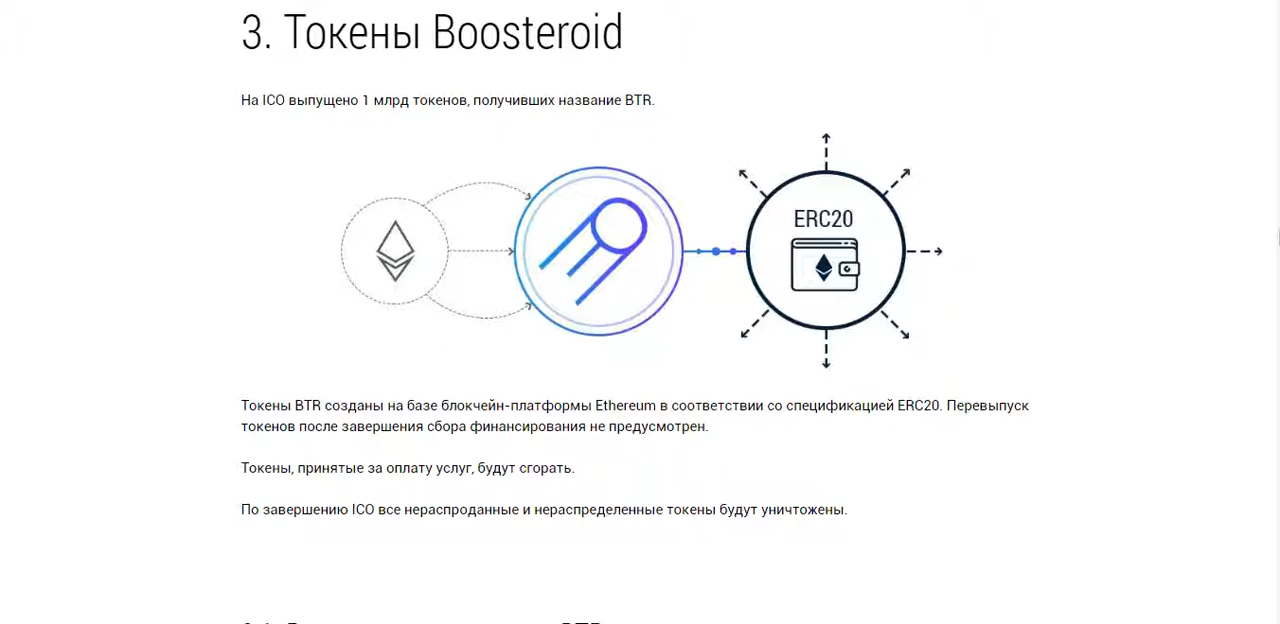 3. Токены Boosteroid
На ICO выпущено 1 млрд токенов, получивших название BTR.
ERC20
Токены BTR созданы на базе блокчейн-платформы Ethereum в соответствии со спецификацией ERC20. Перевыпуск
токенов после завершения сбора финансирования не предусмотрен.
Токены, принятые за оплату услуг, будут сгорать.
По завершению ICO все нераспроданные и нераспределенные токены будут уничтожены.